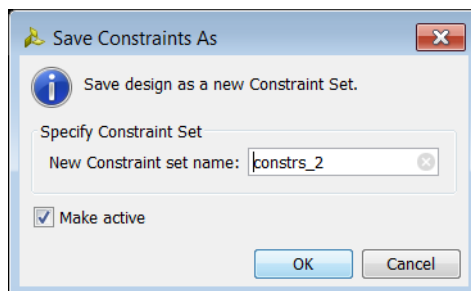 Save Constraints As
Save design as a new Constraint Set.
Specify Constraint Set
New Constraint set name: constrs_2
Make active
OK Cancel